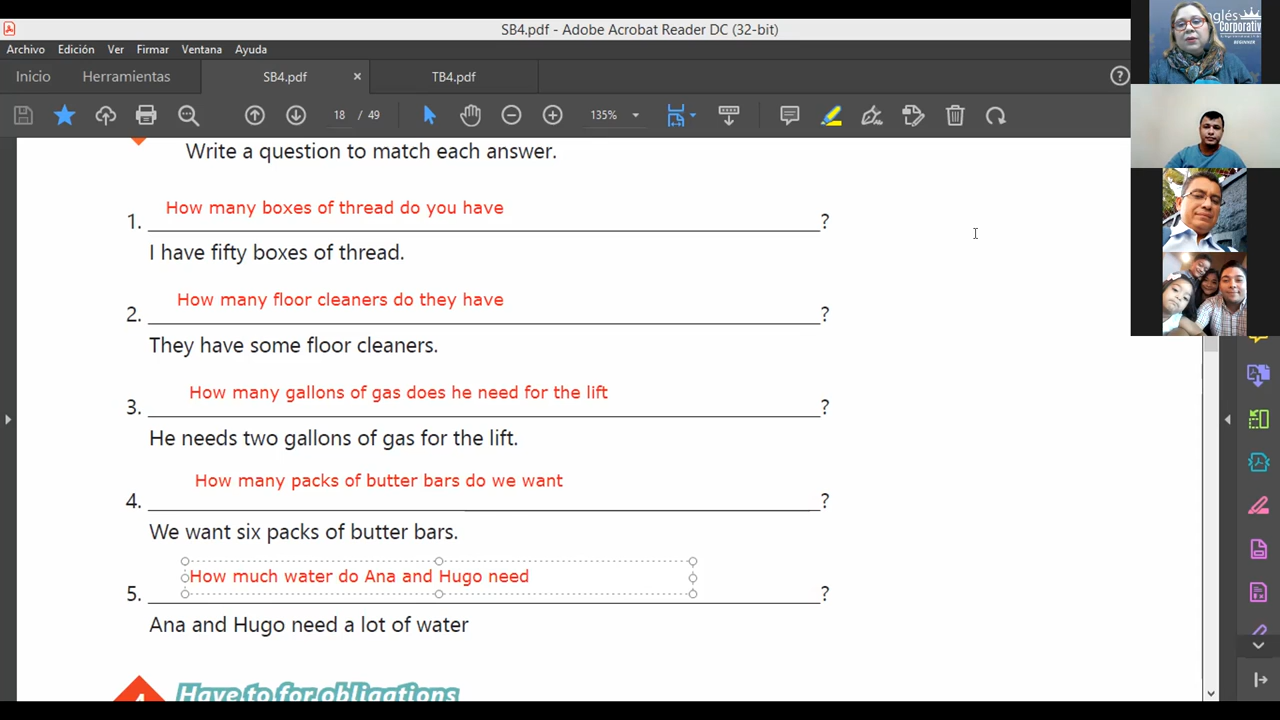 SB4.pdf - Adobe Acrobat Reader DC (32-bit)
Archivo Edición Ver Firmar Ventana Ayuda
Inicio Herramientas SB4.pdf × TB4.pdf
18 / 49 135%
Write a question to match each answer.
1. How many boxes of thread do you have ?
I have fifty boxes of thread.
2. How many floor cleaners do they have ?
They have some floor cleaners.
3. How many gallons of gas does he need for the lift ?
He needs two gallons of gas for the lift.
4. How many packs of butter bars do we want ?
We want six packs of butter bars.
5. How much water do Ana and Hugo need ?
Ana and Hugo need a lot of water
Have to for obligations